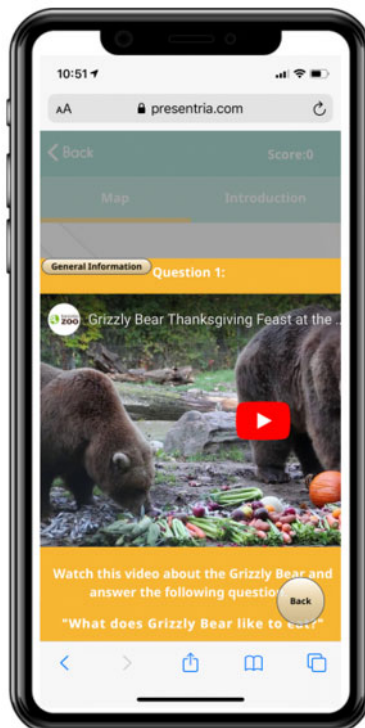 10:51
AA presentria.com
Back Score:0
Map Introduction
General Information
Question 1:
ZOO Grizzly Bear Thanksgiving Feast at the ...
Watch this video about the Grizzly Bear and
answer the following question
Back
"What does Grizzly Bear like to eat?"